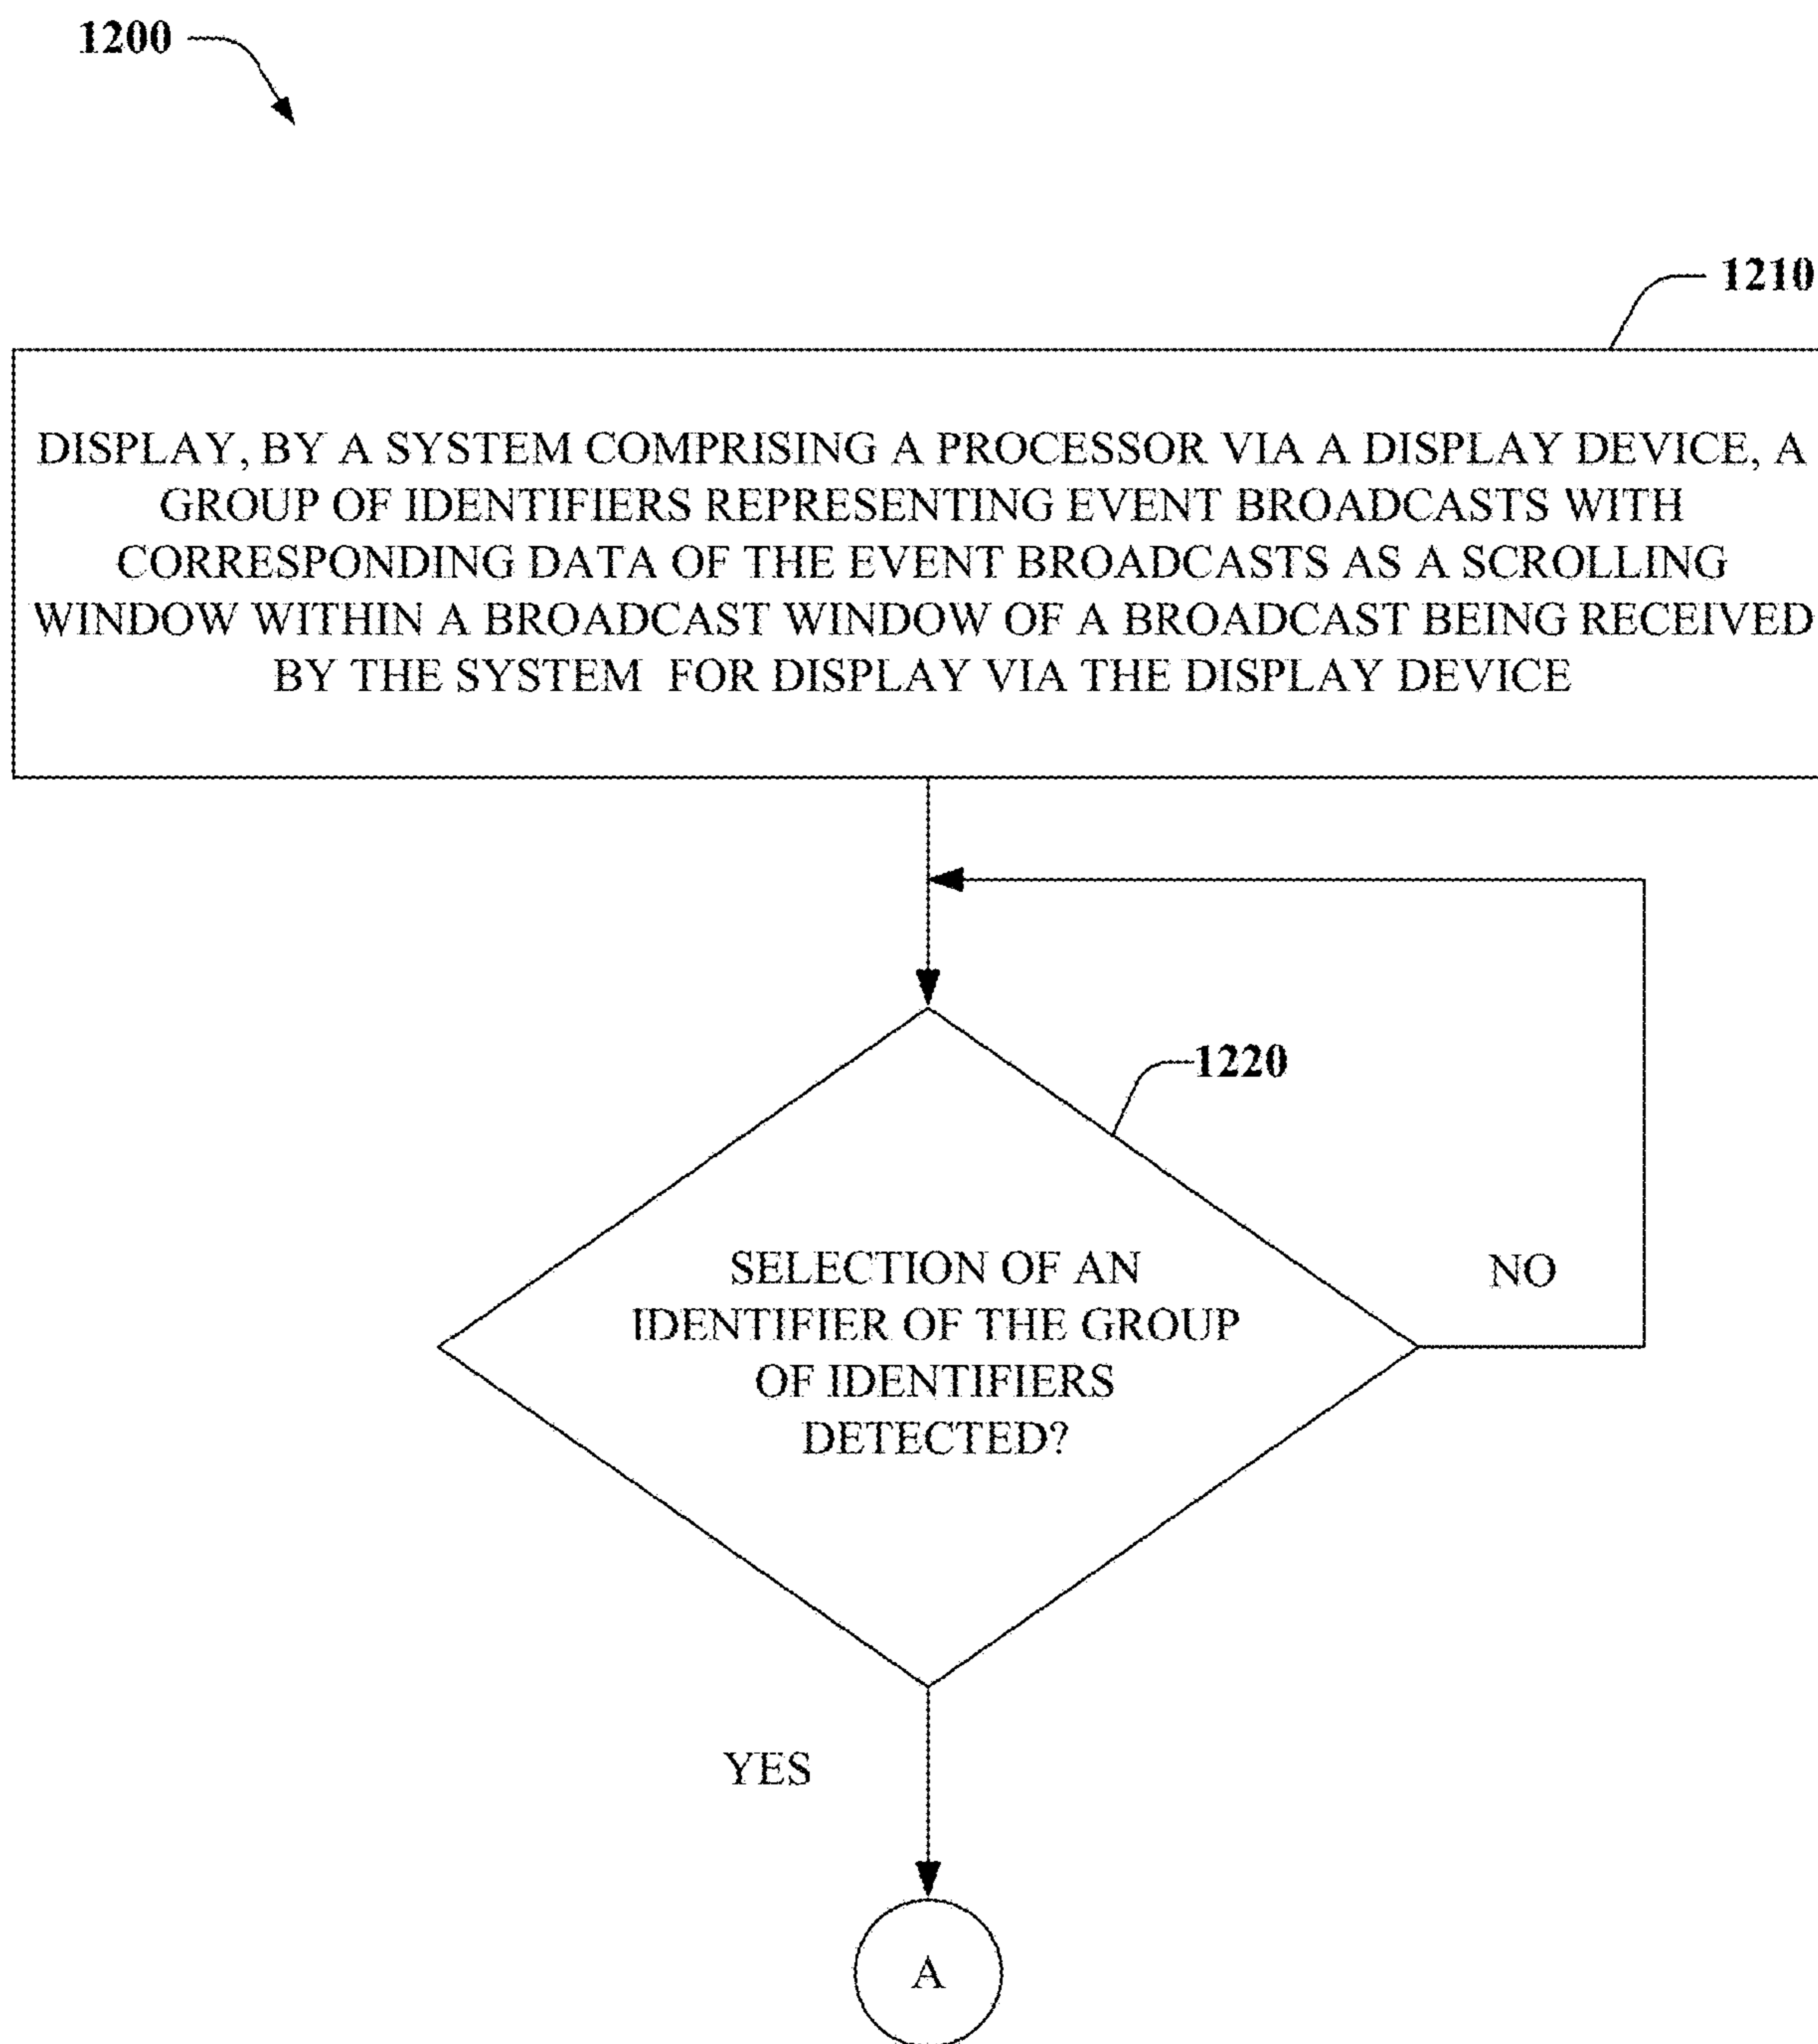 1200
1210
DISPLAY, BY A SYSTEM COMPRISING A PROCESSOR VIA A DISPLAY DEVICE, A
GROUP OF IDENTIFIERS REPRESENTING EVENT BROADCASTS WITH
CORRESPONDING DATA OF THE EVENT BROADCASTS AS A SCROLLING
WINDOW WITHIN A BROADCAST WINDOW OF A BROADCAST BEING RECEIVED
BY THE SYSTEM FOR DISPLAY VIA THE DISPLAY DEVICE
1220
SELECTION OF AN
IDENTIFIER OF THE GROUP
OF IDENTIFIERS
DETECTED?
NO
YES
A